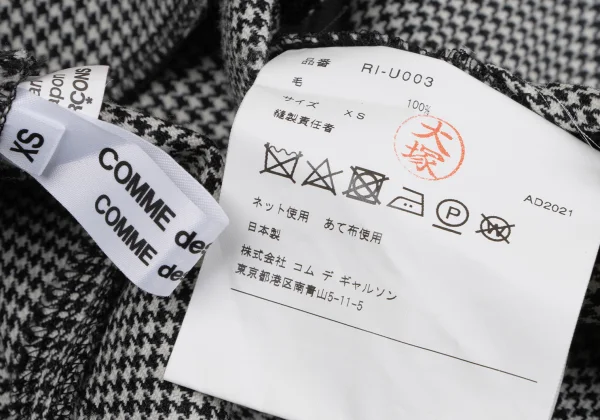 XS
COMME des
COMME des
品番 RI-U003
毛 100%
サイズ XS
縫製責任者
大塚
P
W
AD2021
ネット使用 あて布使用
日本製
株式会社 コム デ ギャルソン
東京都港区南青山5-11-5